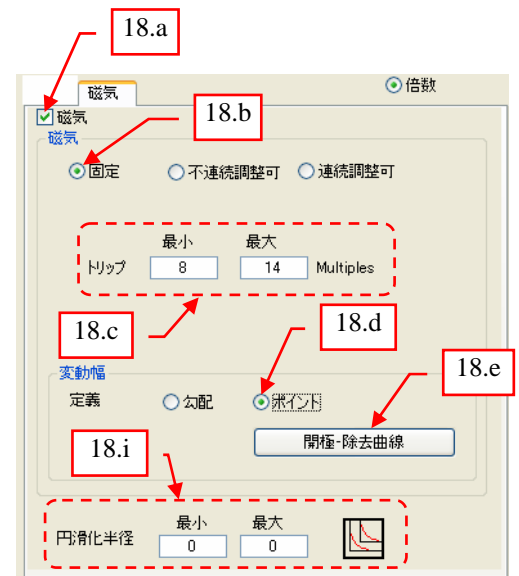 18.a
磁気
倍数
磁気
18.b
磁気
固定
不連続調整可
連続調整可
最小
最大
トリップ
8
14
Multiples
18.c
18.d
18.e
変動幅
定義
勾配
ポイント
開極-除去曲線
18.i
最小
最大
円滑化半径
0
0